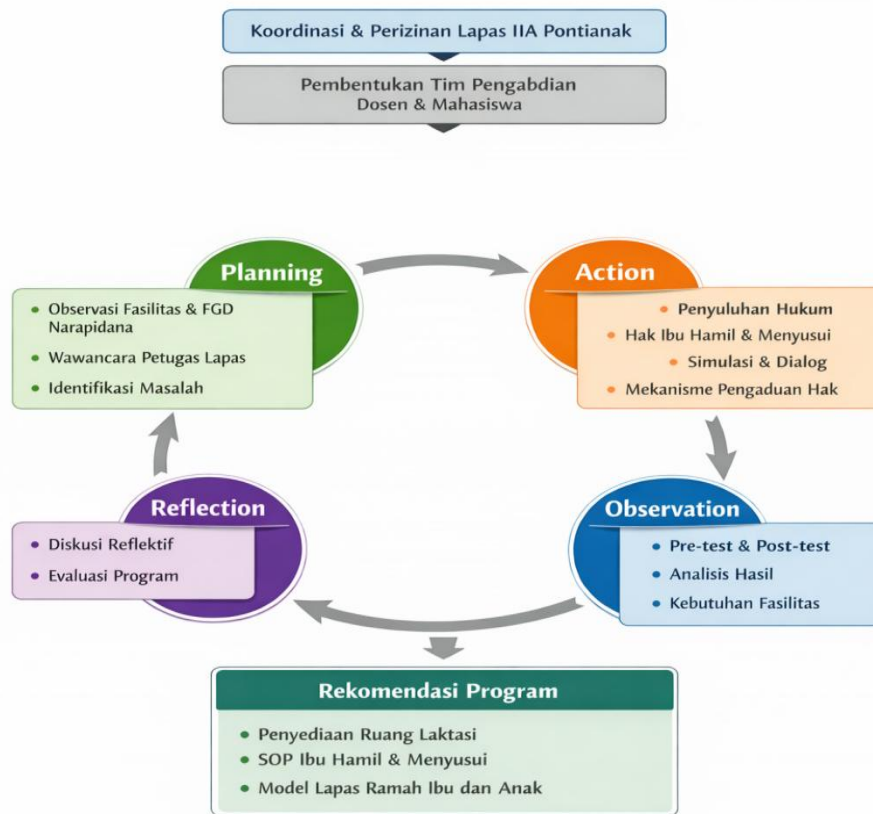 Koordinasi & Perizinan Lapas IIA Pontianak
Pembentukan Tim Pengabdian
Dosen & Mahasiswa
Planning
• Observasi Fasilitas & FGD
Narapidana
• Wawancara Petugas Lapas
• Identifikasi Masalah
Action
• Penyuluhan Hukum
• Hak Ibu Hamil & Menyusui
• Simulasi & Dialog
• Mekanisme Pengaduan Hak
Reflection
• Diskusi Reflektif
• Evaluasi Program
Observation
• Pre-test & Post-test
• Analisis Hasil
• Kebutuhan Fasilitas
Rekomendasi Program
• Penyediaan Ruang Laktasi
• SOP Ibu Hamil & Menyusui
• Model Lapas Ramah Ibu dan Anak